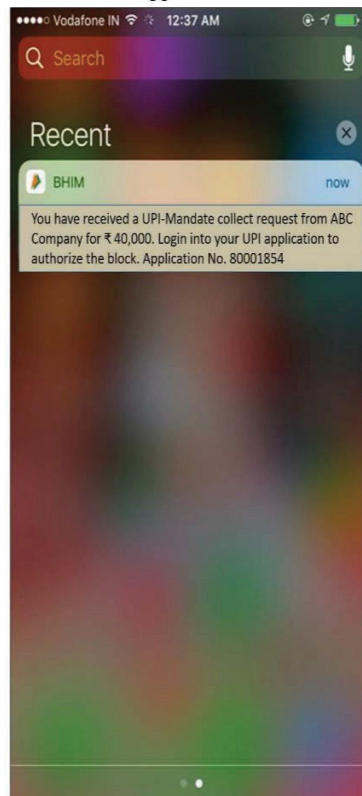 Vodafone IN 12:37 AM
Search
Recent
BHIM now
You have received a UPI-Mandate collect request from ABC
Company for ₹ 40,000. Login into your UPI application to
authorize the block. Application No. 80001854